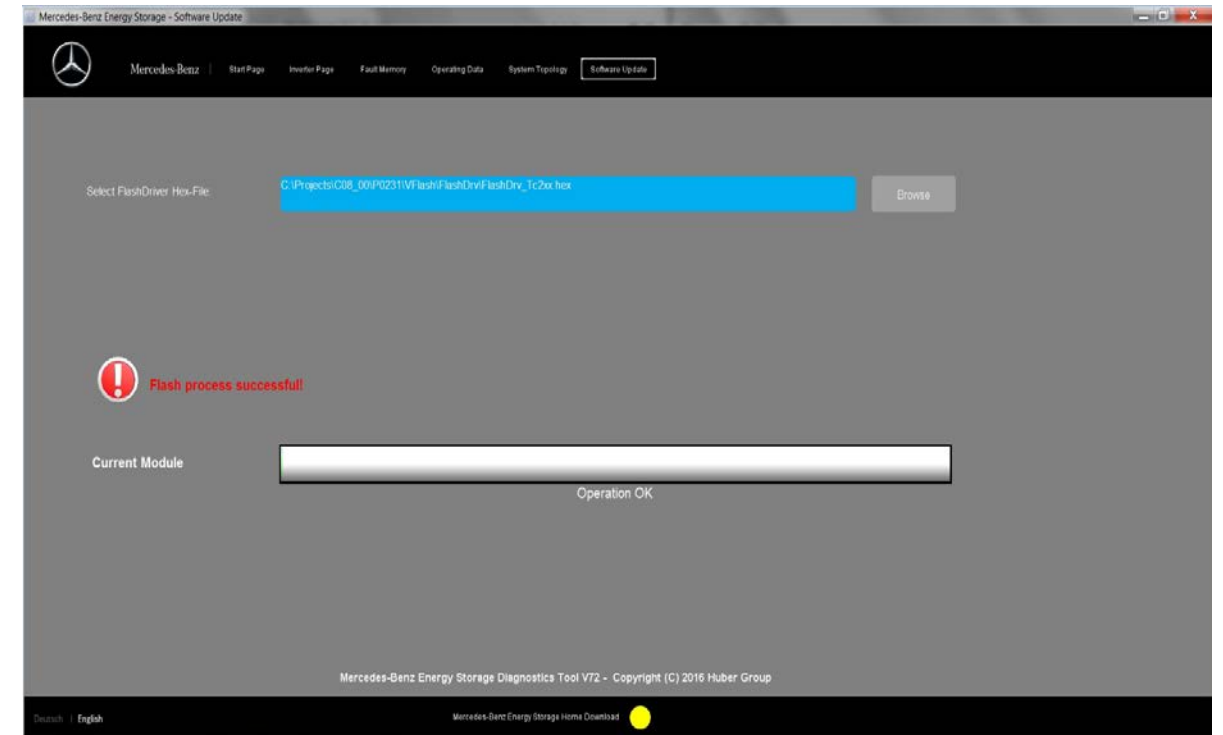 Mercedes-Benz Energy Storage - Software Update
Mercedes-Benz | Start Page Inverter Page Fault Memory Operating Data System Topology Software Update
Select FlashDriver Hex-File: C:\Projects\C08_00\P0231\VFlash\FlashDrv\FlashDrv_Tc2xx.hex Browse
Flash process successful!
Current Module
Operation OK
Mercedes-Benz Energy Storage Diagnostics Tool V72 - Copyright (C) 2016 Huber Group
Deutsch | English Mercedes-Benz Energy Storage Home Download